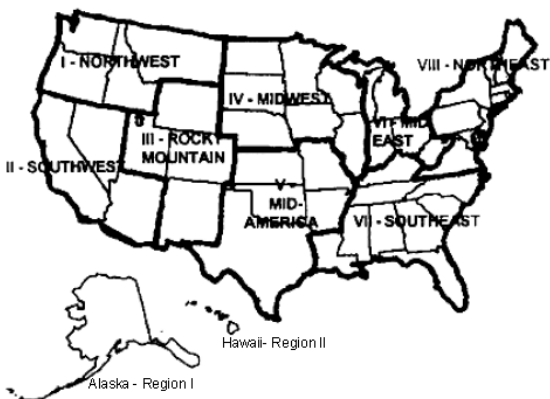 I - NORTHWEST
VIII - NORTHEAST
IV - MIDWEST
VI - MID
EAST
III - ROCKY
MOUNTAIN
II - SOUTHWEST
V -
MID-
AMERICA
VII - SOUTHEAST
Hawaii- Region II
Alaska - Region I